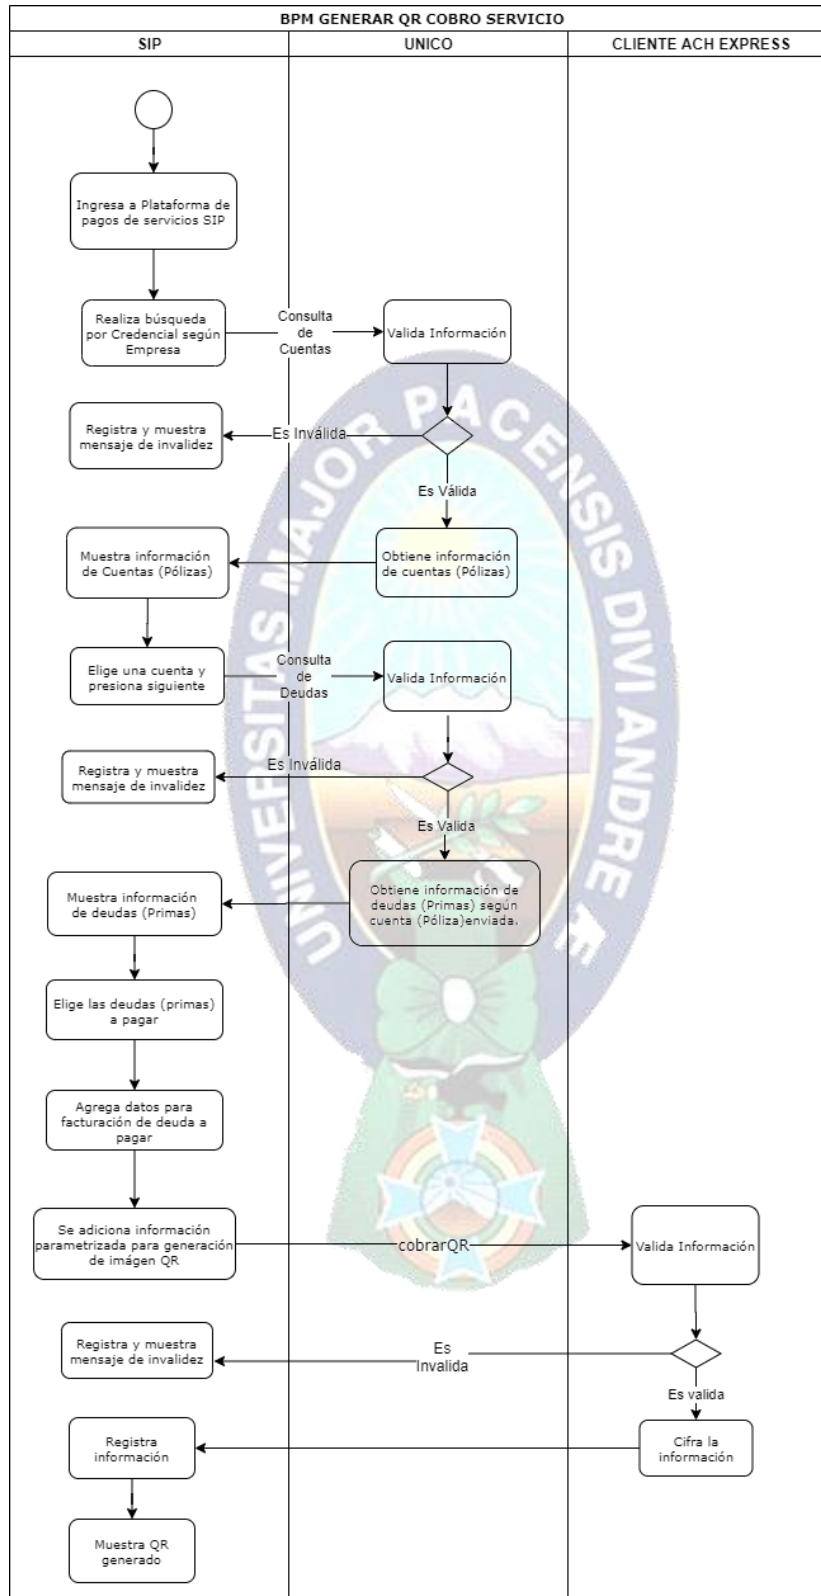 BPM GENERAR QR COBRO SERVICIO
SIP
UNICO
CLIENTE ACH EXPRESS
Ingresa a Plataforma de
pagos de servicios SIP
Realiza búsqueda
por Credencial según
Empresa
Consulta
de
Cuentas
Valida Información
Registra y muestra
mensaje de invalidez
Es Inválida
Es Válida
Muestra información
de Cuentas (Pólizas)
Obtiene información
de cuentas (Pólizas)
Elige una cuenta y
presiona siguiente
Consulta
de
Deudas
Valida Información
Registra y muestra
mensaje de invalidez
Es Inválida
Es Valida
Muestra información
de deudas (Primas)
Obtiene información de
deudas (Primas) según
cuenta (Póliza)enviada.
Elige las deudas (primas)
a pagar
Agrega datos para
facturación de deuda a
pagar
Se adiciona información
parametrizada para generación
de imágen QR
cobrarQR
Valida Información
Registra y muestra
mensaje de invalidez
Es
Invalida
Es valida
Registra
información
Cifra la
información
Muestra QR
generado
UNIVERSITAS MAJOR PACENSIS DIVI ANDRE Æ